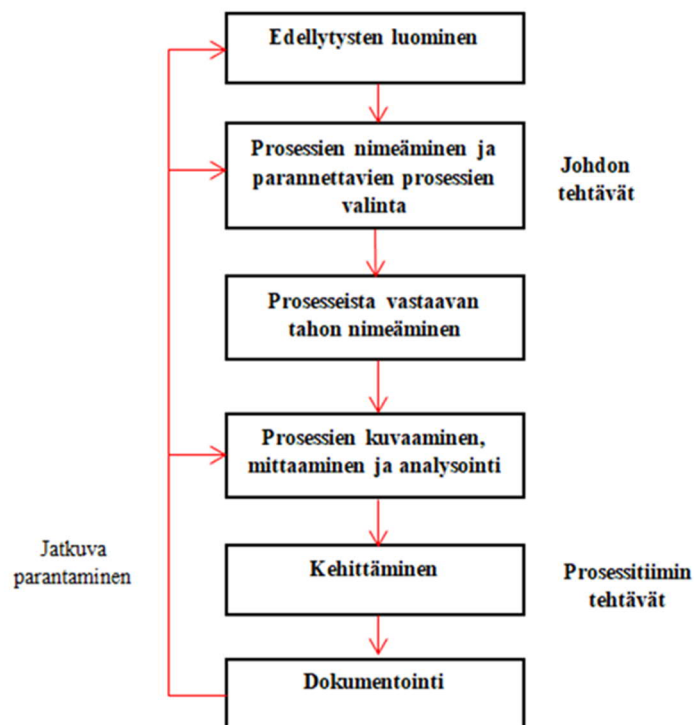 Edellytysten luominen
Prosessien nimeäminen ja
parannettavien prosessien
valinta
Johdon
tehtävät
Prosesseista vastaavan
tahon nimeäminen
Prosessien kuvaaminen,
mittaaminen ja analysointi
Jatkuva
parantaminen
Kehittäminen
Prosessitiimin
tehtävät
Dokumentointi